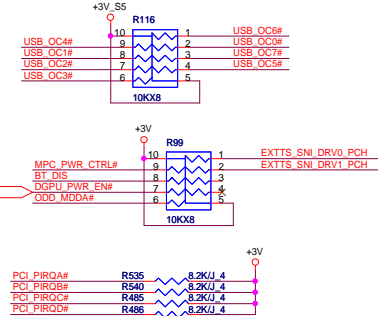 +3V_S5
R116
10 1 USB_OC6#
USB_OC4# 9 2 USB_OC0#
USB_OC1# 8 3 USB_OC7#
USB_OC2# 7 4 USB_OC5#
USB_OC3# 6 5
10KX8
+3V
R99
10 1 EXTTS_SNI_DRV0_PCH
MPC_PWR_CTRL# 9 2 EXTTS_SNI_DRV1_PCH
BT_DIS 8 3
DGPU_PWR_EN# 7 4
ODD_MDDA# 6 5
10KX8
+3V
PCI_PIRQA# R535 8.2K/J_4
PCI_PIRQB# R540 8.2K/J_4
PCI_PIRQC# R485 8.2K/J_4
PCI_PIRQD# R486 8.2K/J_4